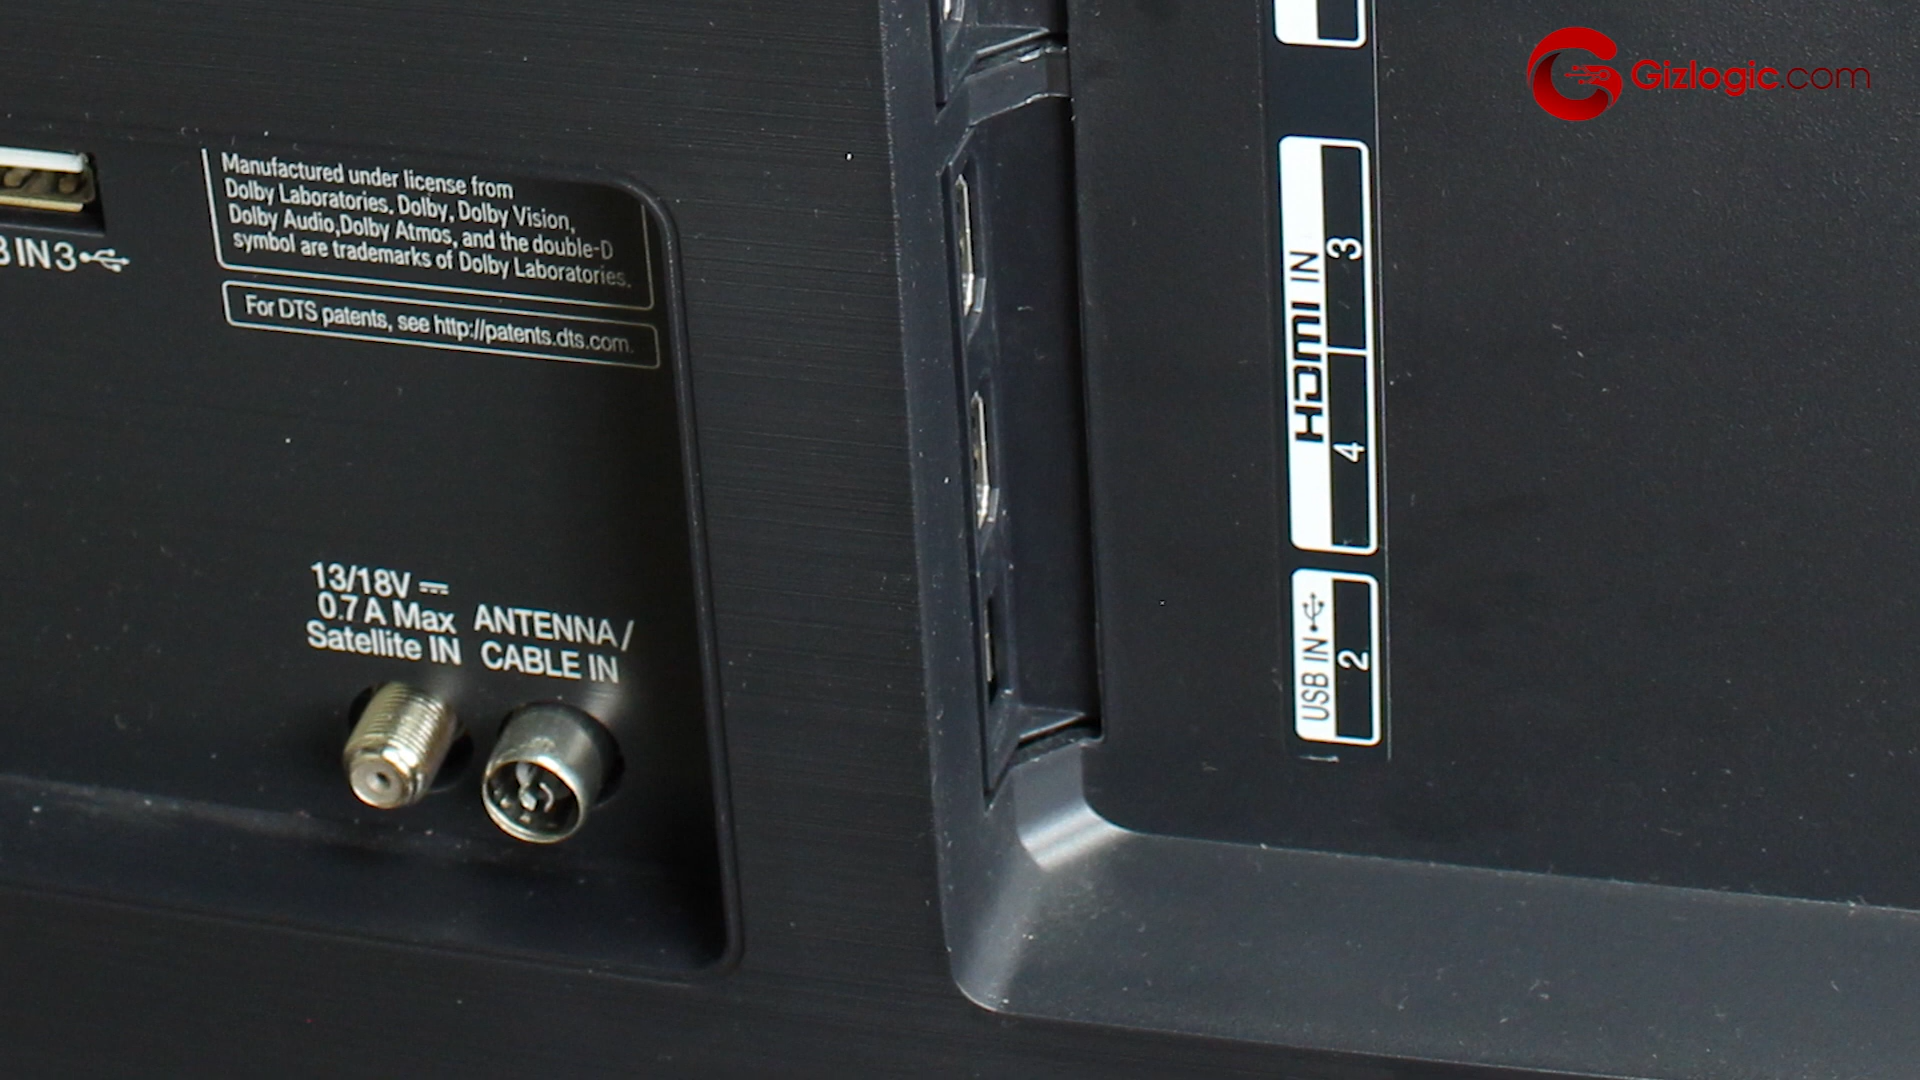 Gizlogic.com
Manufactured under license from
Dolby Laboratories. Dolby, Dolby Vision,
Dolby Audio,Dolby Atmos, and the double-D
symbol are trademarks of Dolby Laboratories.
For DTS patents, see http://patents.dts.com.
IN 3
13/18V
0.7 A Max
Satellite IN
ANTENNA /
CABLE IN
HDMI IN
3
4
USB IN
2